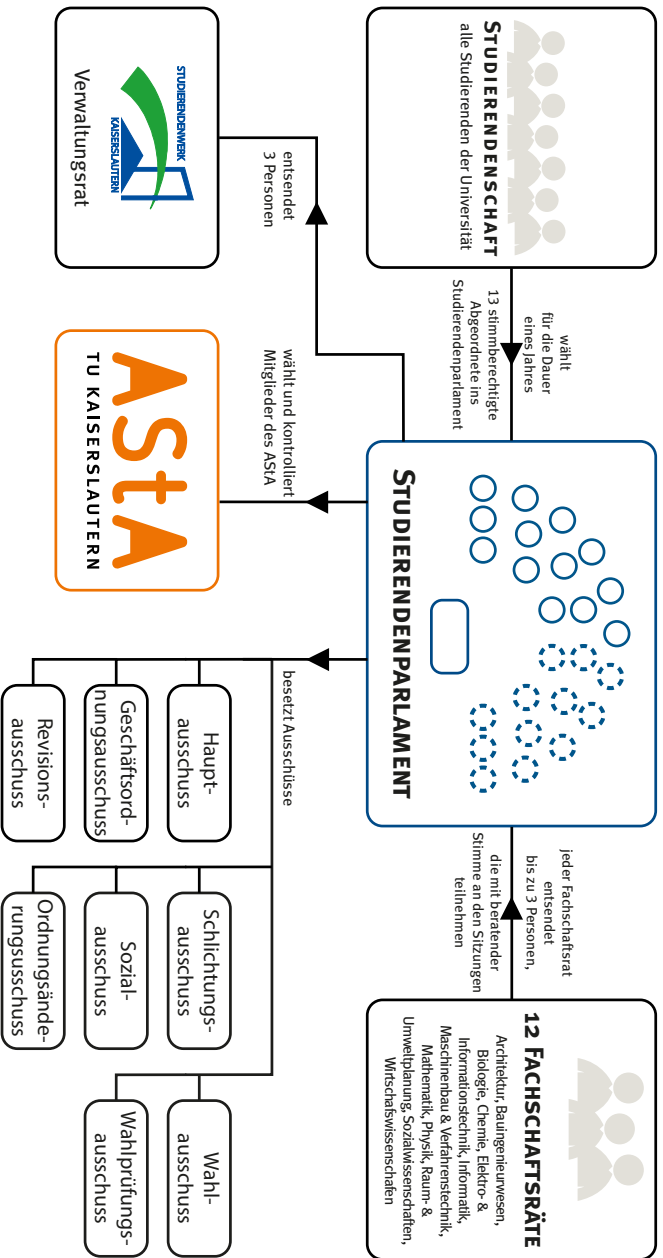 STUDIERENDENSCHAFT
alle Studierenden der Universität
wählt
für die Dauer
eines Jahres
13 stimmberechtigte
Abgeordnete ins
Studierendenparlament
STUDIERENDENPARLAMENT
jeder Fachschaftsrat
entsendet
bis zu 3 Personen,
die mit beratender
Stimme an den Sitzungen
teilnehmen
12 FACHSCHAFTSRÄTE
Architektur, Bauingenieurwesen,
Biologie, Chemie, Elektro- &
Informationstechnik, Informatik,
Maschinenbau & Verfahrenstechnik,
Mathematik, Physik, Raum- &
Umweltplanung, Sozialwissenschaften,
Wirtschafswissenschafen
entsendet
3 Personen
STUDIERENDENWERK
KAISERSLAUTERN
Verwaltungsrat
wählt und kontrolliert
Mitglieder des AStA
AStA
TU KAISERSLAUTERN
besetzt Ausschüsse
Haupt-
ausschuss
Geschäftsord-
nungsausschuss
Revisions-
ausschuss
Schlichtungs-
ausschuss
Sozial-
ausschuss
Ordnungsände-
rungsusschuss
Wahl-
ausschuss
Wahlprüfungs-
ausschuss